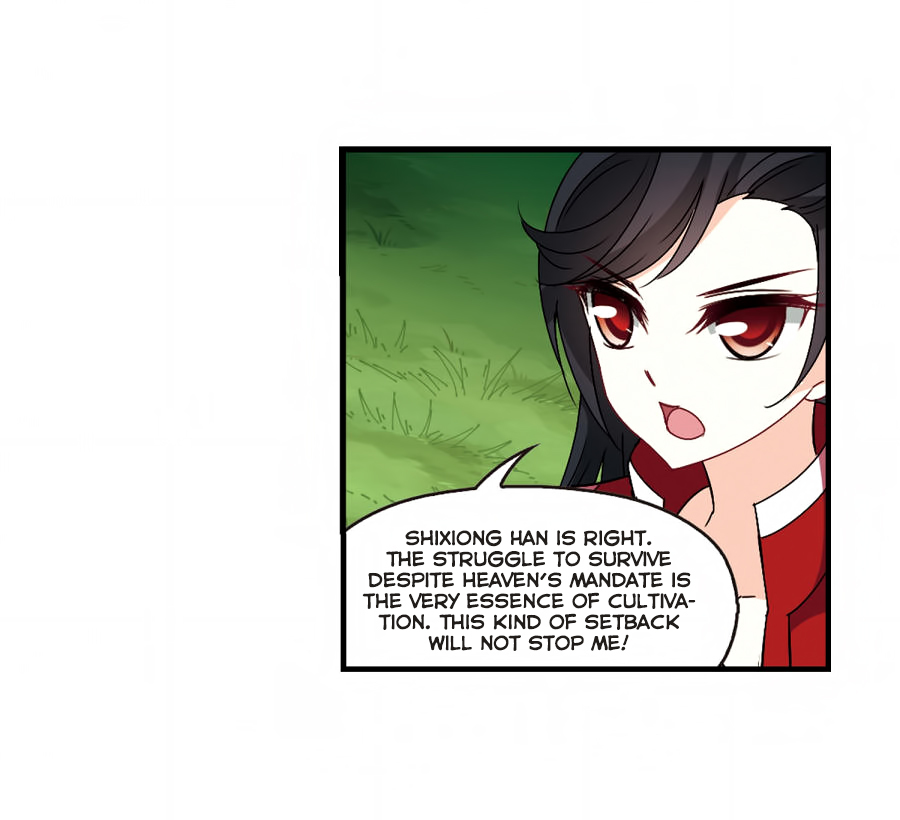 SHIXIONG HAN IS RIGHT.
THE STRUGGLE TO SURVIVE
DESPITE HEAVEN'S MANDATE IS
THE VERY ESSENCE OF CULTIVA-
TION. THIS KIND OF SETBACK
WILL NOT STOP ME!